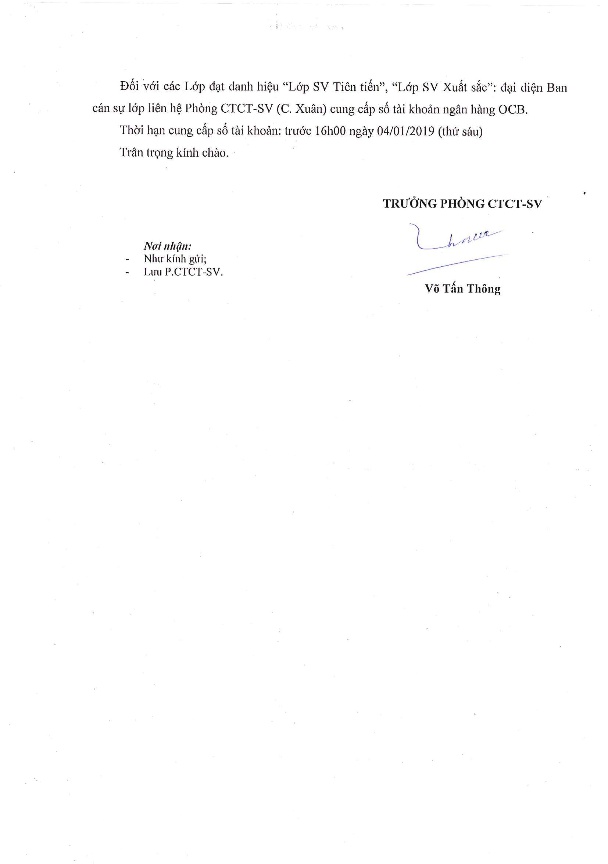 Đối với các Lớp đạt danh hiệu “Lớp SV Tiên tiến”, “Lớp SV Xuất sắc”: đại diện Ban
cán sự lớp liên hệ Phòng CTCT-SV (C. Xuân) cung cấp số tài khoản ngân hàng OCB.
Thời hạn cung cấp số tài khoản: trước 16h00 ngày 04/01/2019 (thứ sáu)
Trân trọng kính chào.
TRƯỞNG PHÒNG CTCT-SV
Nơi nhận:
- Như kính gửi;
- Lưu P.CTCT-SV.
Võ Tấn Thông